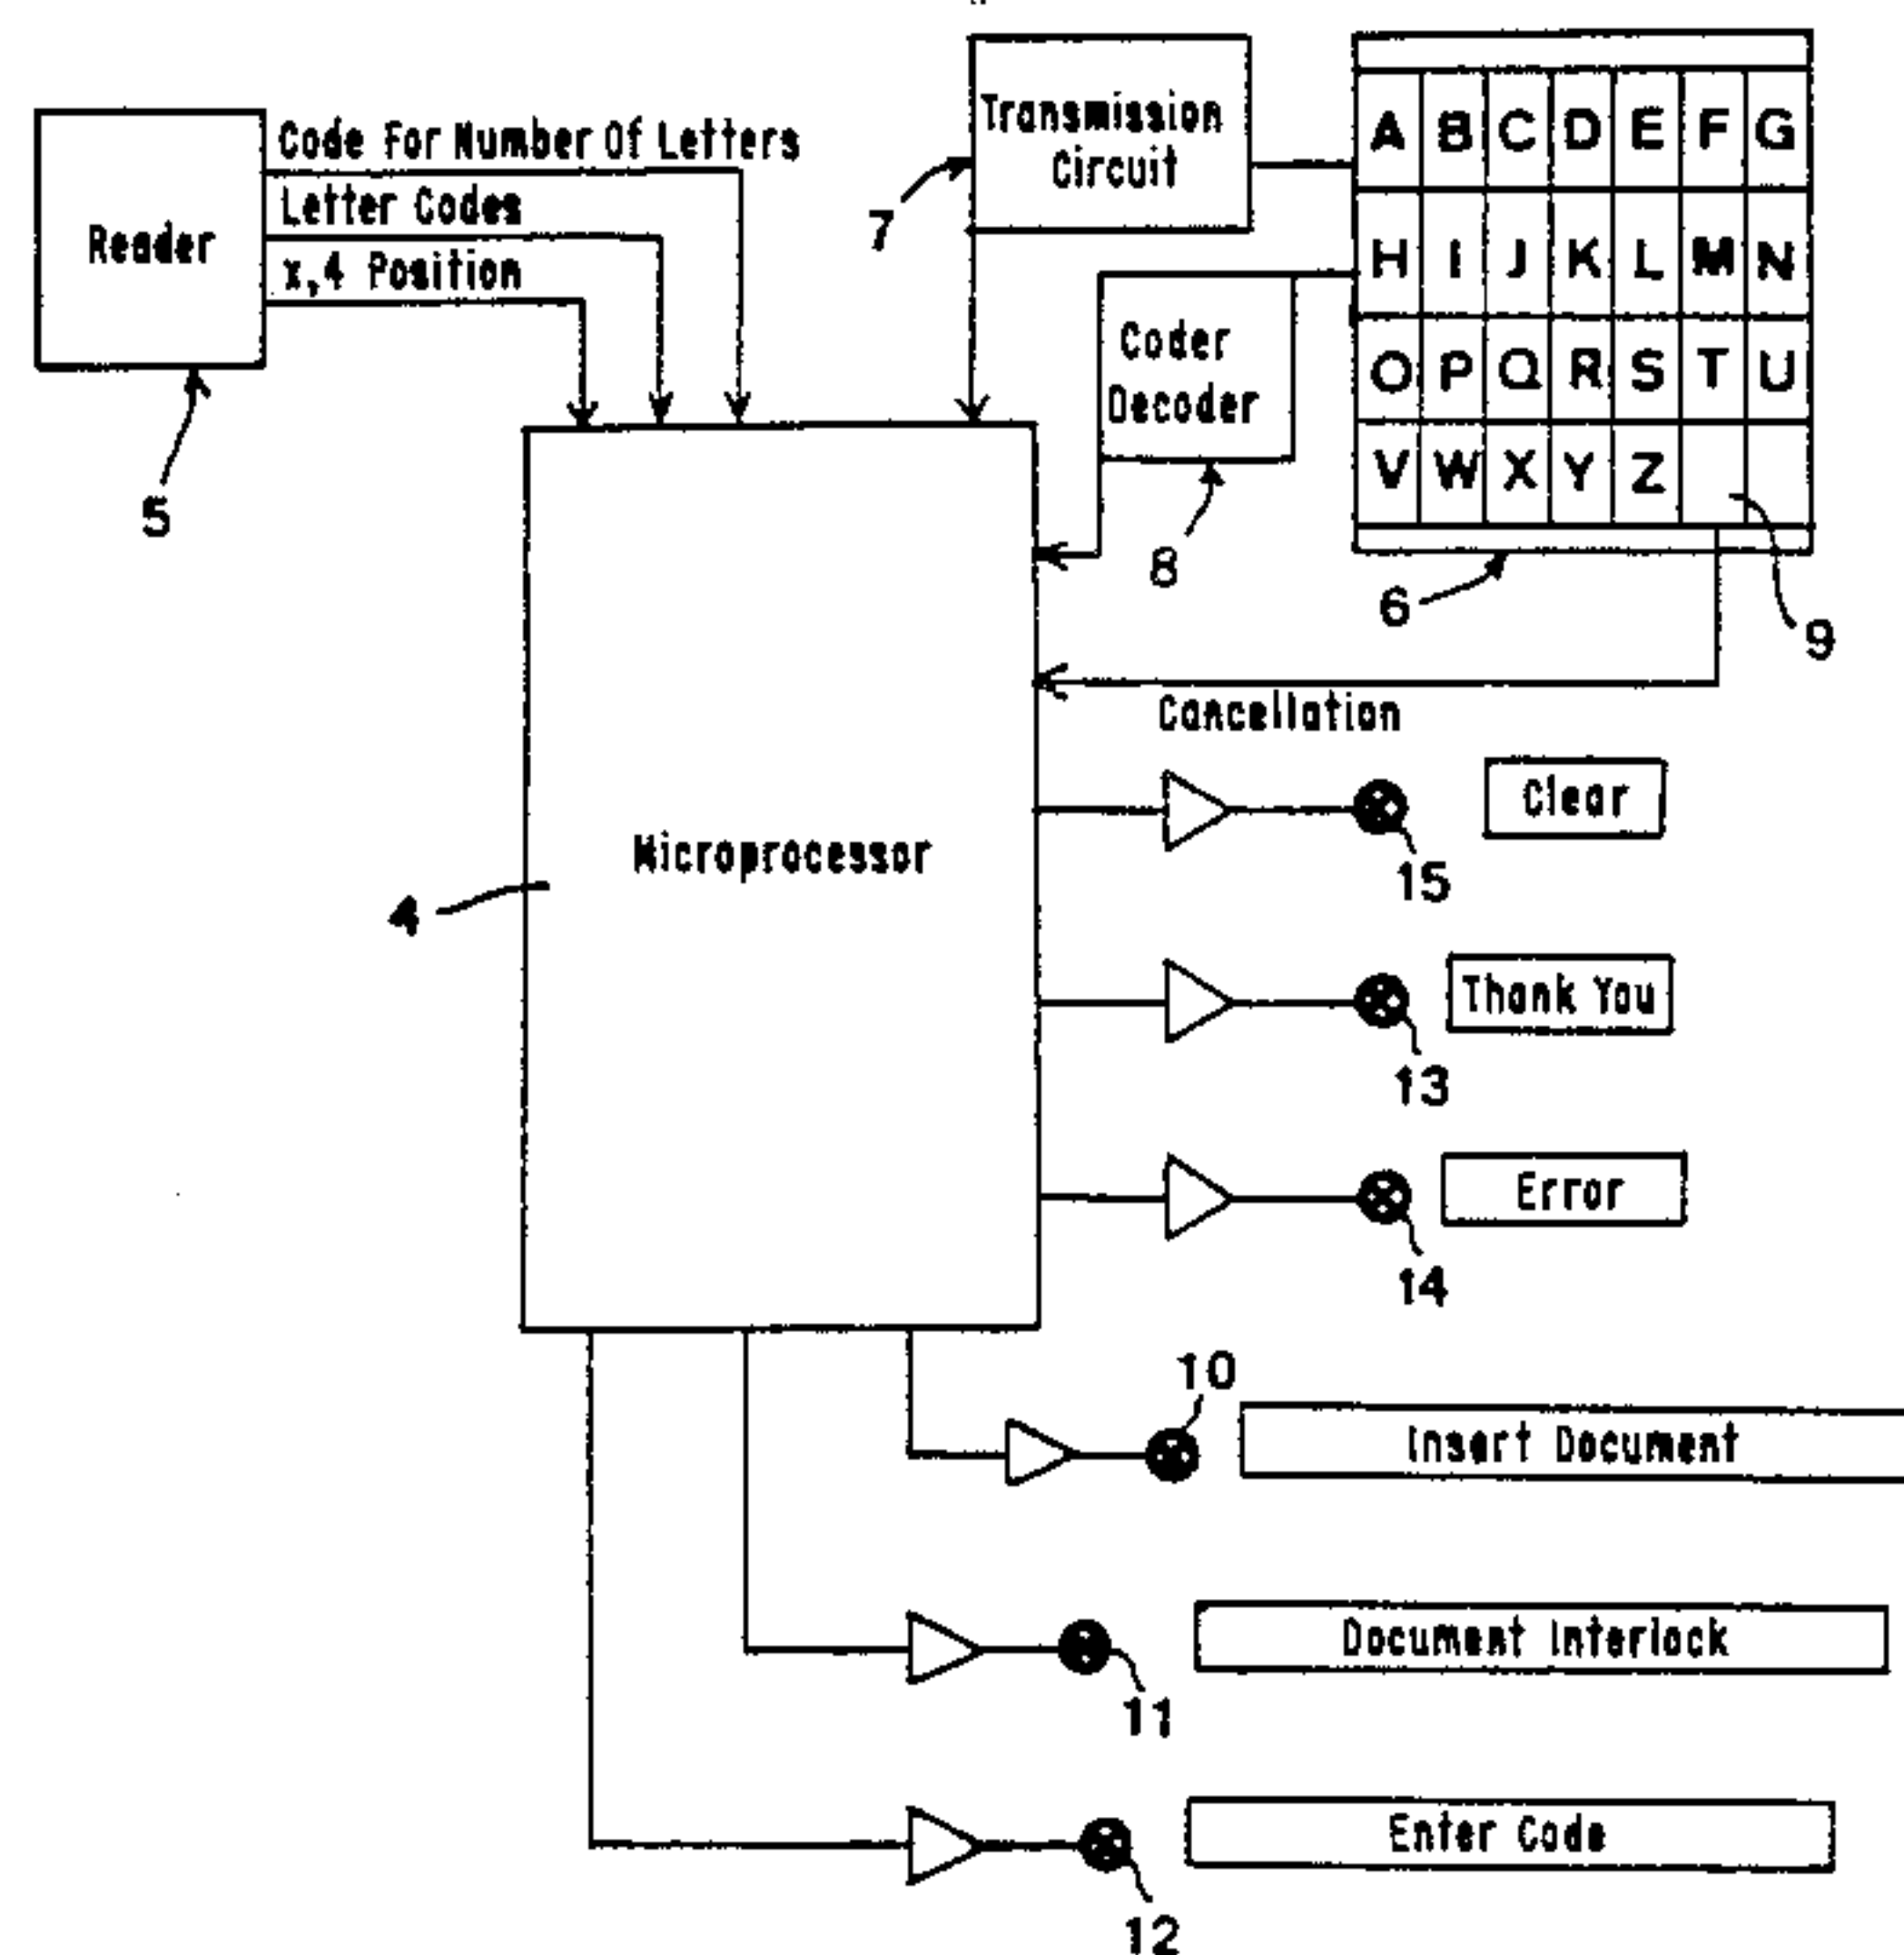 Transmission
Circuit
7
A B C D E F G
H I J K L M N
O P Q R S T U
V W X Y Z
6
9
Reader
5
Code For Number Of Letters
Letter Codes
x,4 Position
Coder
Decoder
8
Cancellation
Microprocessor
4
Clear
15
Thank You
13
Error
14
10
Insert Document
Document Interlock
11
Enter Code
12